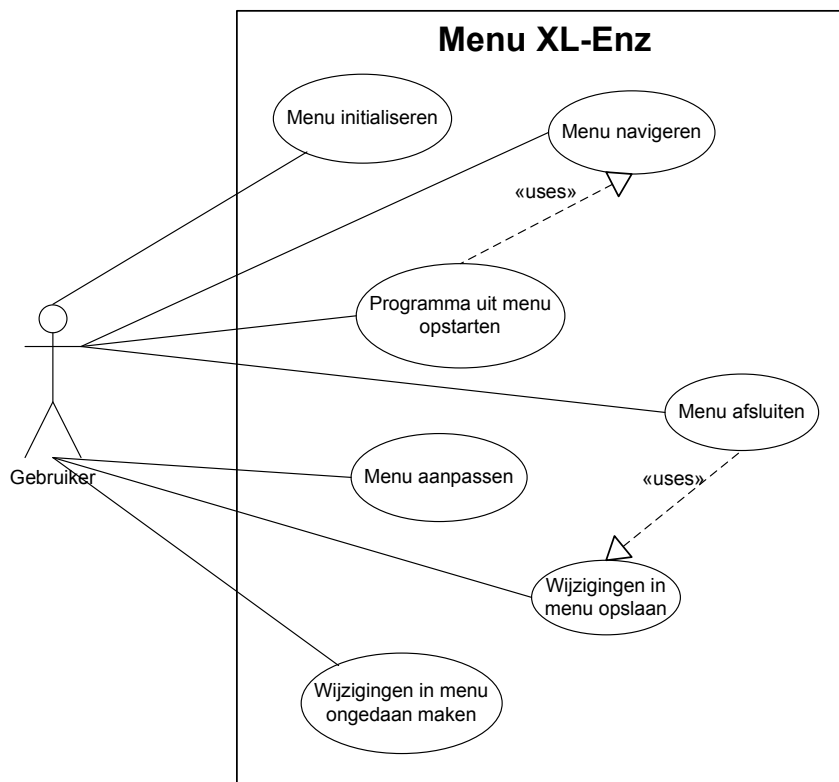 Menu XL-Enz
Menu initialiseren
Menu navigeren
«uses»
Programma uit menu
opstarten
Menu afsluiten
Gebruiker
Menu aanpassen
«uses»
Wijzigingen in
menu opslaan
Wijzigingen in menu
ongedaan maken